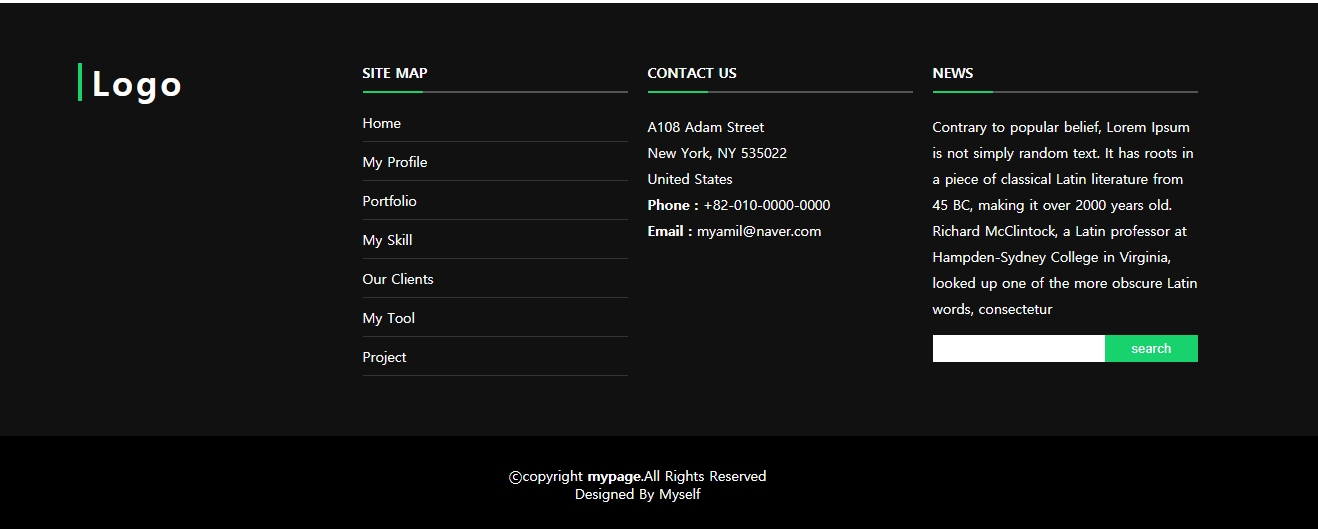 Logo
SITE MAP
Home
My Profile
Portfolio
My Skill
Our Clients
My Tool
Project
CONTACT US
A108 Adam Street
New York, NY 535022
United States
Phone : +82-010-0000-0000
Email : myamil@naver.com
NEWS
Contrary to popular belief, Lorem Ipsum
is not simply random text. It has roots in
a piece of classical Latin literature from
45 BC, making it over 2000 years old.
Richard McClintock, a Latin professor at
Hampden-Sydney College in Virginia,
looked up one of the more obscure Latin
words, consectetur
search
ⓒcopyright mypage.All Rights Reserved
Designed By Myself